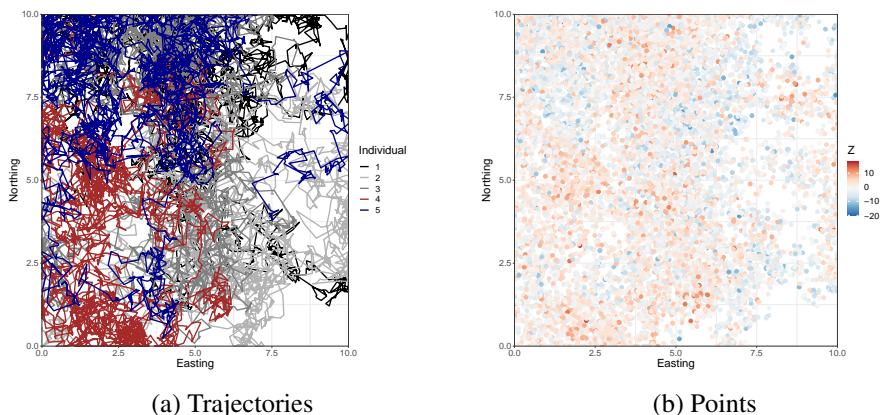 10.0
7.5
5.0
2.5
0.0
Northing
0.0 2.5 5.0 7.5 10.0
Easting
Individual
1
2
3
4
5
(a) Trajectories
10.0
7.5
5.0
2.5
0.0
Northing
0.0 2.5 5.0 7.5 10.0
Easting
Z
10
0
−10
−20
(b) Points